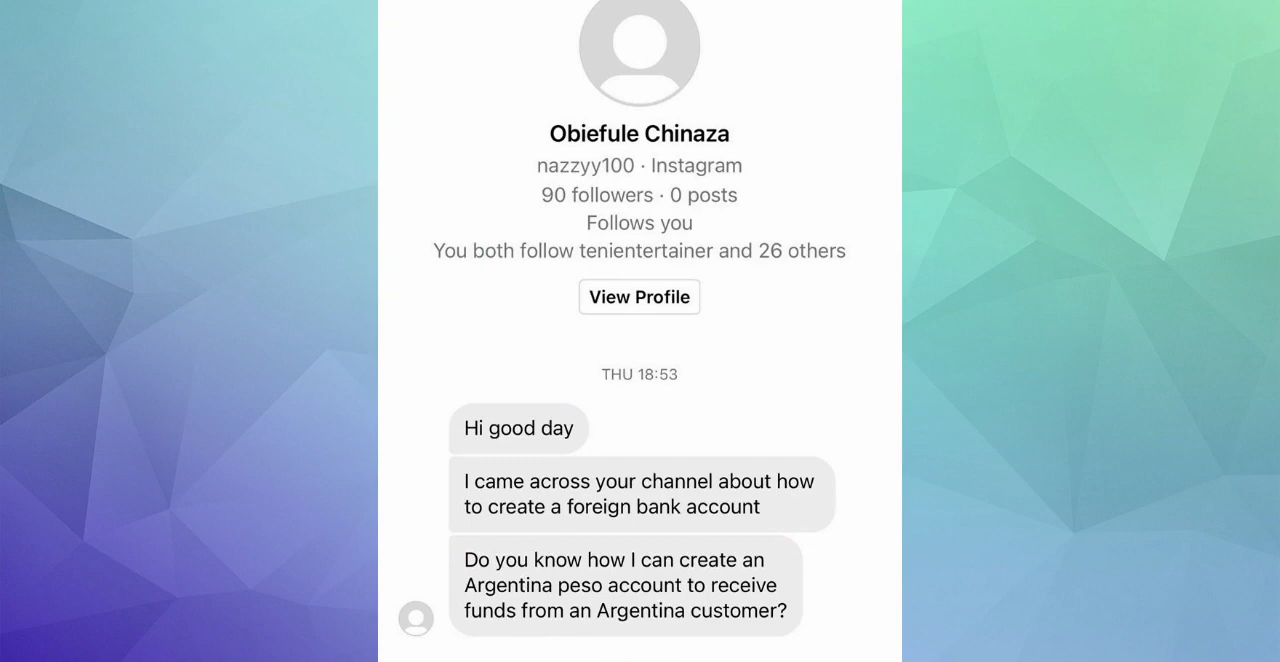 Obiefule Chinaza
nazzyy100 · Instagram
90 followers · 0 posts
Follows you
You both follow tenientertainer and 26 others
View Profile
THU 18:53
Hi good day
I came across your channel about how
to create a foreign bank account
Do you know how I can create an
Argentina peso account to receive
funds from an Argentina customer?